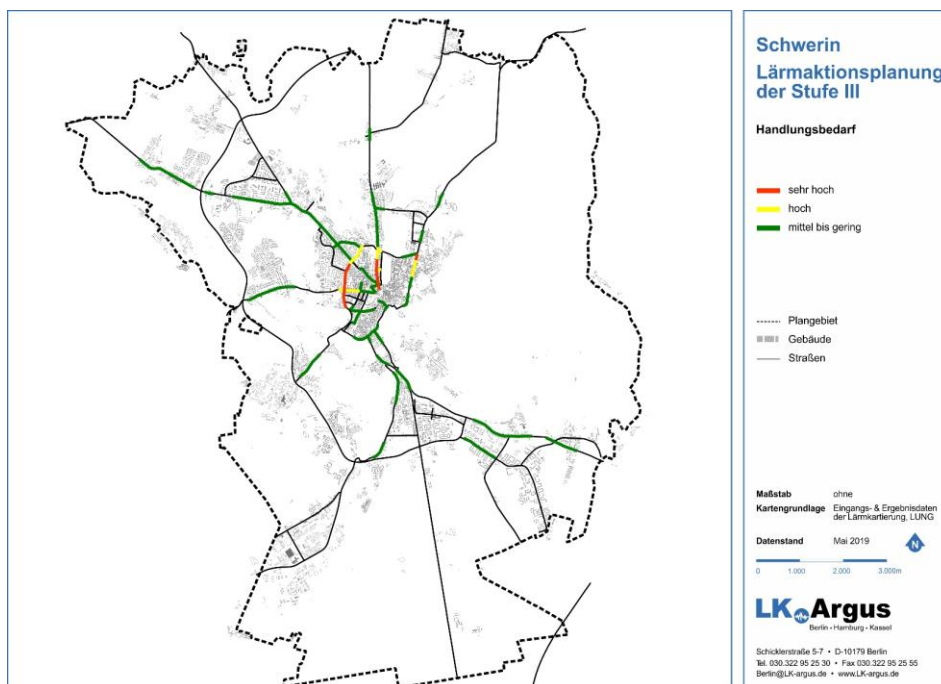 Schwerin
Lärmaktionsplanung
der Stufe III
Handlungsbedarf
sehr hoch
hoch
mittel bis gering
Plangebiet
Gebäude
Straßen
Maßstab ohne
Kartengrundlage Eingangs- & Ergebnisdaten
der Lärmkartierung, LUNG
Datenstand Mai 2019
N
0 1.000 2.000 3.000m
LK Argus
Berlin • Hamburg • Kassel
Schicklerstraße 5-7 • D-10179 Berlin
Tel. 030.322 95 25 30 • Fax 030.322 95 25 55
Berlin@LK-argus.de • www.LK-argus.de